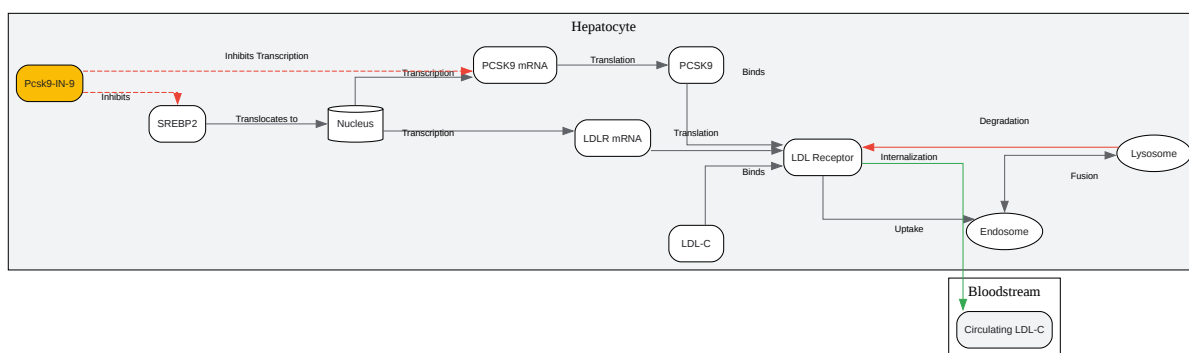 Hepatocyte
Inhibits Transcription
Pcsk9-IN-9
Inhibits
SREBP2
Translocates to
Nucleus
Transcription
PCSK9 mRNA
Translation
PCSK9
Binds
Transcription
LDLR mRNA
Translation
LDL Receptor
Binds
LDL-C
Internalization
Degradation
Lysosome
Fusion
Uptake
Endosome
Bloodstream
Circulating LDL-C